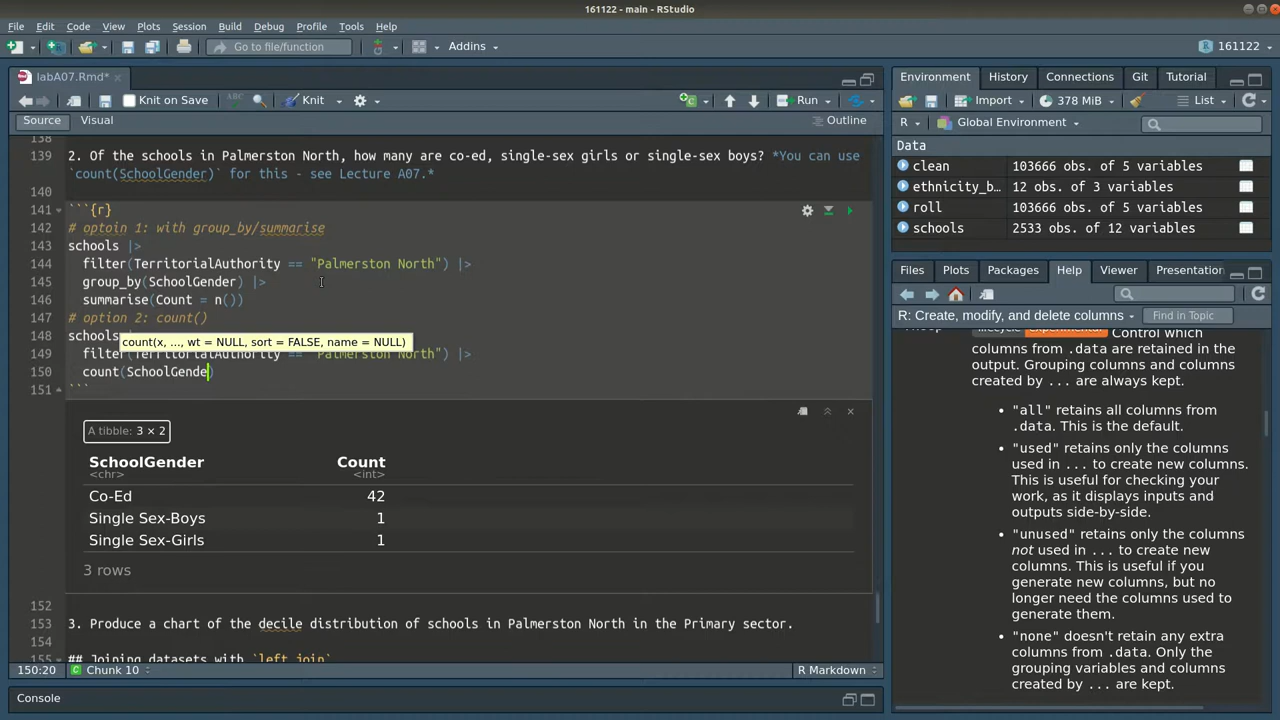 161122 - main - RStudio
File Edit Code View Plots Session Build Debug Profile Tools Help
Go to file/function Addins 161122
labA07.Rmd*
Knit on Save ABC Knit Run
Source Visual Outline
138
139 2. Of the schools in Palmerston North, how many are co-ed, single-sex girls or single-sex boys? *You can use
`count(SchoolGender)` for this - see Lecture A07.*
140
141 ```{r}
142 # optoin 1: with group_by/summarise
143 schools |>
144 filter(TerritorialAuthority == "Palmerston North") |>
145 group_by(SchoolGender) |>
146 summarise(Count = n())
147 # option 2: count()
148 schools
count(x, ..., wt = NULL, sort = FALSE, name = NULL)
149 filter(TerritorialAuthority == "Palmerston North") |>
150 count(SchoolGende)
151 ```
A tibble: 3 × 2
SchoolGender Count
<chr> <int>
Co-Ed 42
Single Sex-Boys 1
Single Sex-Girls 1
3 rows
152
153 3. Produce a chart of the decile distribution of schools in Palmerston North in the Primary sector.
154
155 ## Joining datasets with `left_join`
150:20 Chunk 10 R Markdown
Console
Environment History Connections Git Tutorial
Import 378 MiB List
R Global Environment
Data
clean 103666 obs. of 5 variables
ethnicity_b… 12 obs. of 3 variables
roll 103666 obs. of 5 variables
schools 2533 obs. of 12 variables
Files Plots Packages Help Viewer Presentation
R: Create, modify, and delete columns Find in Topic
lifecycle experimental Control which
columns from .data are retained in the
output. Grouping columns and columns
created by ... are always kept.
• "all" retains all columns from
.data. This is the default.
• "used" retains only the columns
used in ... to create new columns.
This is useful for checking your
work, as it displays inputs and
outputs side-by-side.
• "unused" retains only the columns
not used in ... to create new
columns. This is useful if you
generate new columns, but no
longer need the columns used to
generate them.
• "none" doesn't retain any extra
columns from .data. Only the
grouping variables and columns
created by ... are kept.